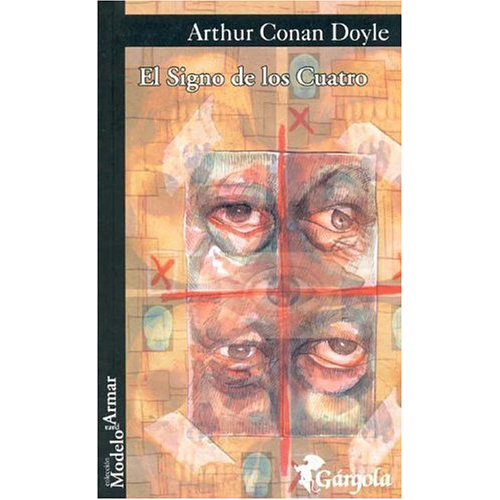 Arthur Conan Doyle
El Signo de los Cuatro
colección
Modelo para Armar
Gárgola